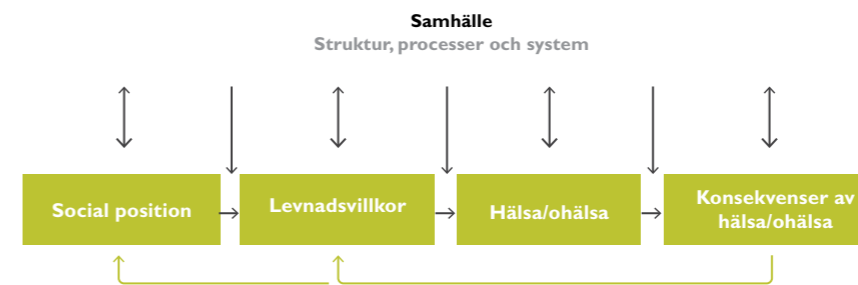 Samhälle
Struktur, processer och system
Social position
Levnadsvillkor
Hälsa/ohälsa
Konsekvenser av
hälsa/ohälsa